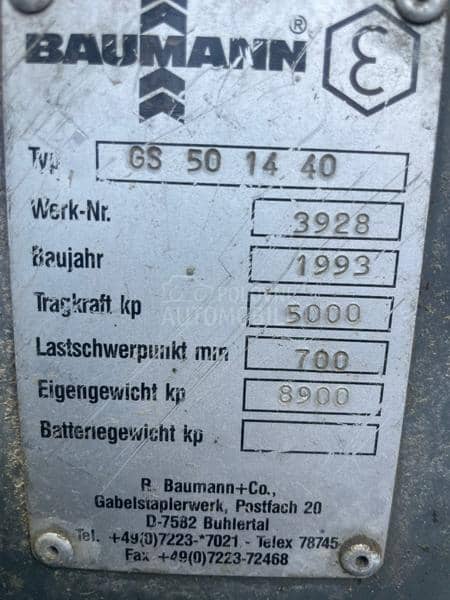 BAUMANN ®
Typ GS 50 14 40
Werk-Nr. 3928
Baujahr 1993
Tragkraft kp 5000
Lastschwerpunkt mm 700
Eigengewicht kp 8900
Batteriegewicht kp
R. Baumann+Co.,
Gabelstaplerwerk, Postfach 20
D-7582 Buhlertal
Tel. +49(0)7223-*7021 - Telex 78745
Fax +49(0)7223-72468